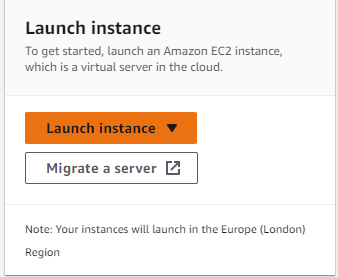 Launch instance
To get started, launch an Amazon EC2 instance,
which is a virtual server in the cloud.
Launch instance
Migrate a server
Note: Your instances will launch in the Europe (London)
Region